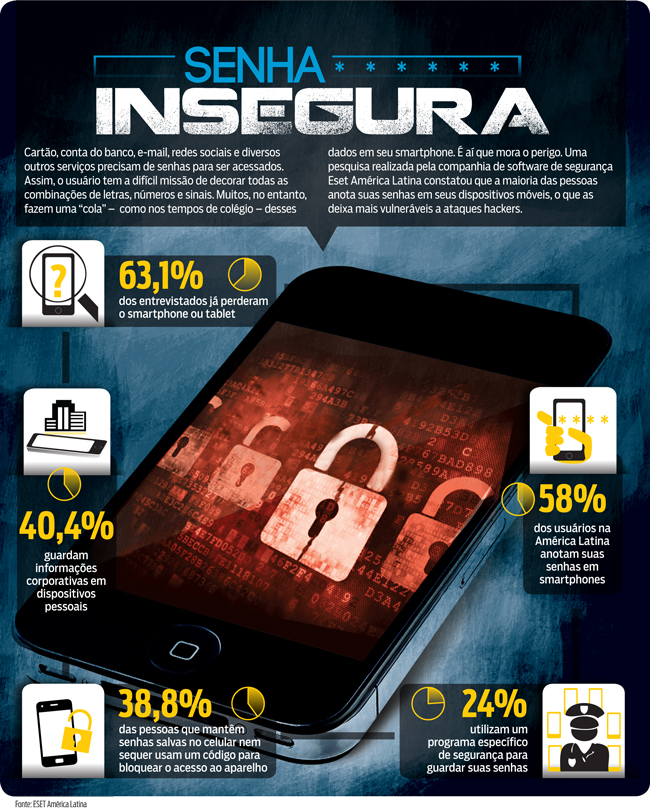 SENHA ******
INSEGURA
Cartão, conta do banco, e-mail, redes sociais e diversos
outros serviços precisam de senhas para ser acessados.
Assim, o usuário tem a difícil missão de decorar todas as
combinações de letras, números e sinais. Muitos, no entanto,
fazem uma “cola” – como nos tempos de colégio – desses
dados em seu smartphone. É aí que mora o perigo. Uma
pesquisa realizada pela companhia de software de segurança
Eset América Latina constatou que a maioria das pessoas
anota suas senhas em seus dispositivos móveis, o que as
deixa mais vulneráveis a ataques hackers.
?
63,1%
dos entrevistados já perderam
o smartphone ou tablet
40,4%
guardam
informações
corporativas em
dispositivos
pessoais
****
58%
dos usuários na
América Latina
anotam suas
senhas em
smartphones
38,8%
das pessoas que mantêm
senhas salvas no celular nem
sequer usam um código para
bloquear o acesso ao aparelho
24%
utilizam um
programa específico
de segurança para
guardar suas senhas
Fonte: ESET América Latina